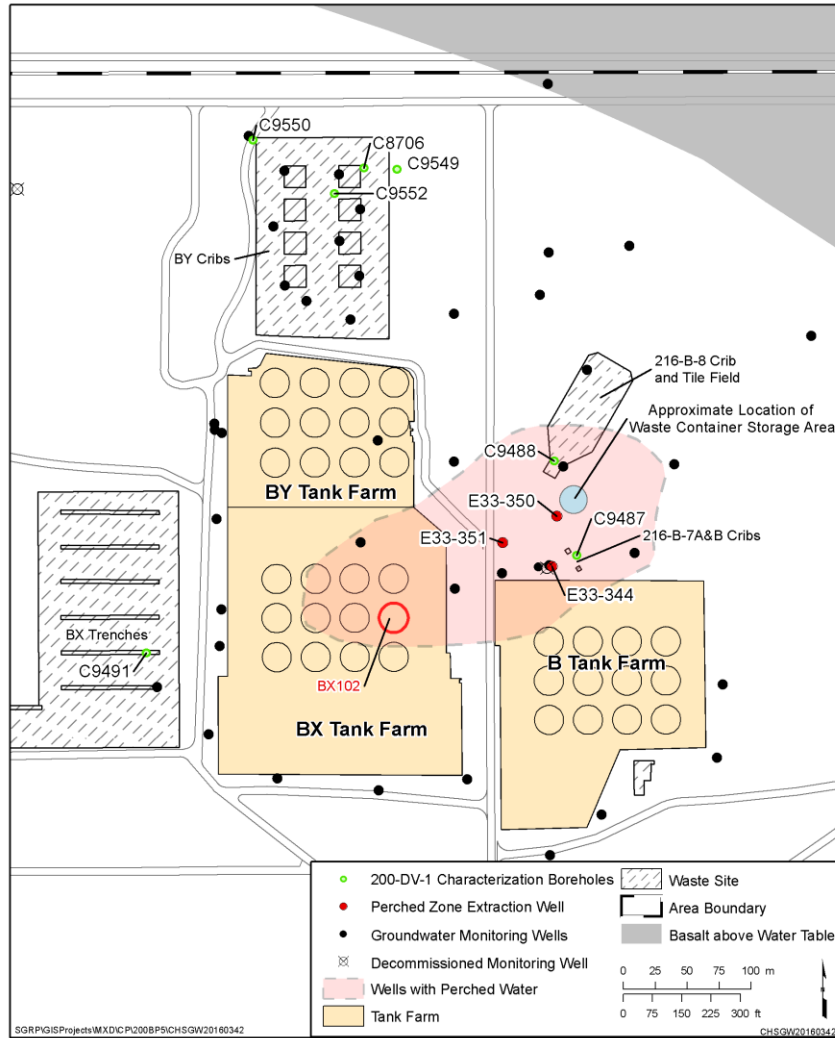 C9550
C8706
C9549
C9552
BY Cribs
216-B-8 Crib
and Tile Field
Approximate Location of
Waste Container Storage Area
C9488
BY Tank Farm
E33-350
C9487
E33-351
216-B-7A&B Cribs
E33-344
BX Trenches
C9491
B Tank Farm
BX102
BX Tank Farm
200-DV-1 Characterization Boreholes
Perched Zone Extraction Well
Groundwater Monitoring Wells
Decommissioned Monitoring Well
Wells with Perched Water
Tank Farm
Waste Site
Area Boundary
Basalt above Water Table
0 25 50 75 100 m
0 75 150 225 300 ft
SGRP\GISProjects\MXD\CP\200BP5\CHSGW20160342
CHSGW20160342